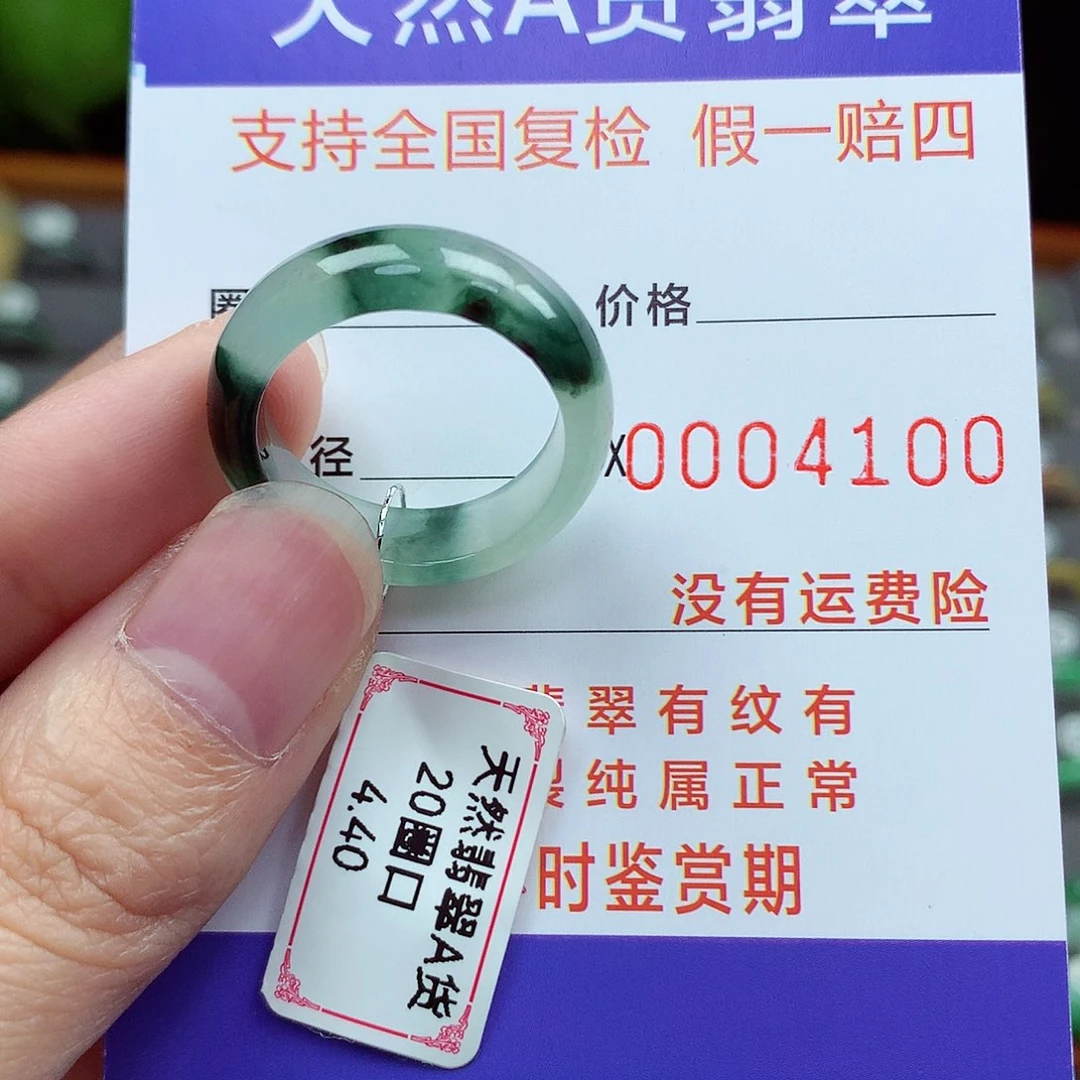 天然A货翡翠
支持全国复检 假一赔四
圈
价格
径
X0004100
没有运费险
翡翠有纹有
裂纯属正常
时鉴赏期
天然翡翠A货
20圈口
4.40